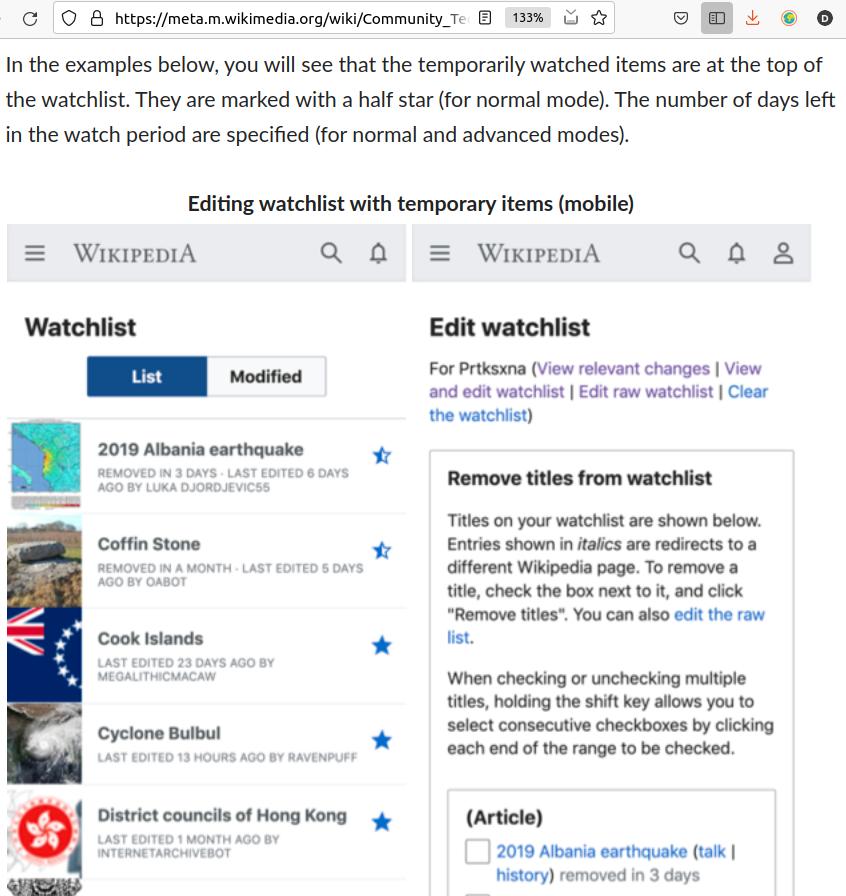 https://meta.m.wikimedia.org/wiki/Community_Te
133%
D
In the examples below, you will see that the temporarily watched items are at the top of
the watchlist. They are marked with a half star (for normal mode). The number of days left
in the watch period are specified (for normal and advanced modes).
Editing watchlist with temporary items (mobile)
WIKIPEDIA
Watchlist
List Modified
2019 Albania earthquake
REMOVED IN 3 DAYS · LAST EDITED 6 DAYS
AGO BY LUKA DJORDJEVIC55
Coffin Stone
REMOVED IN A MONTH · LAST EDITED 5 DAYS
AGO BY OABOT
Cook Islands
LAST EDITED 23 DAYS AGO BY
MEGALITHICMACAW
Cyclone Bulbul
LAST EDITED 13 HOURS AGO BY RAVENPUFF
District councils of Hong Kong
LAST EDITED 1 MONTH AGO BY
INTERNETARCHIVEBOT
WIKIPEDIA
Edit watchlist
For Prtksxna (View relevant changes | View
and edit watchlist | Edit raw watchlist | Clear
the watchlist)
Remove titles from watchlist
Titles on your watchlist are shown below.
Entries shown in italics are redirects to a
different Wikipedia page. To remove a
title, check the box next to it, and click
"Remove titles". You can also edit the raw
list.
When checking or unchecking multiple
titles, holding the shift key allows you to
select consecutive checkboxes by clicking
each end of the range to be checked.
(Article)
2019 Albania earthquake (talk |
history) removed in 3 days